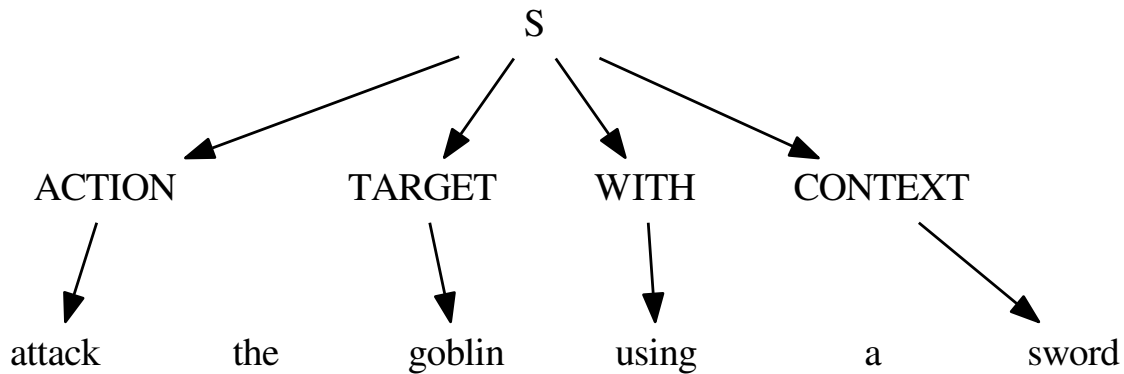 S
ACTION TARGET WITH CONTEXT
attack the goblin using a sword